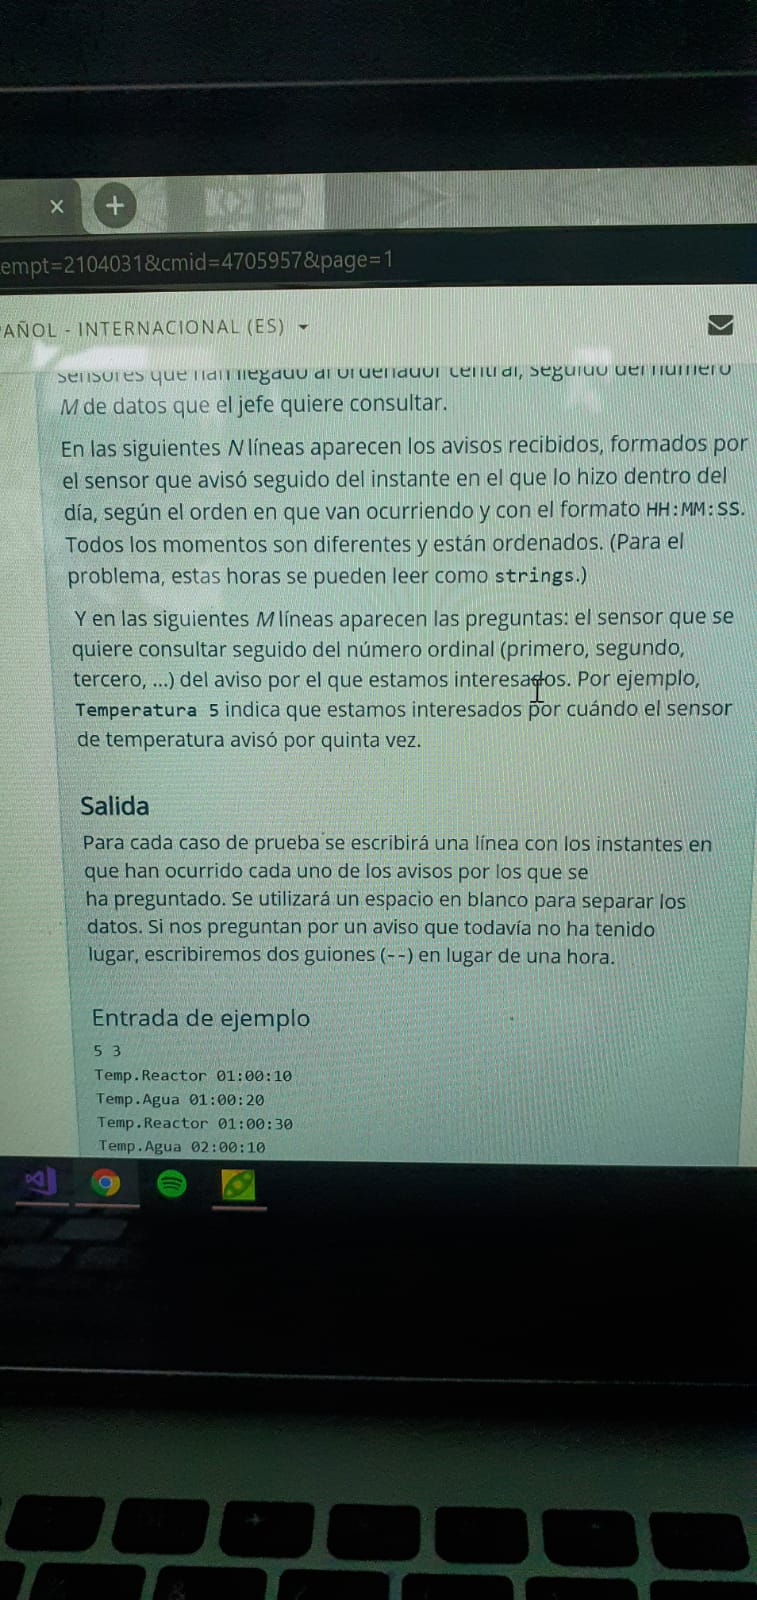 empt=2104031&cmid=4705957&page=1
AÑOL - INTERNACIONAL (ES)
sensores que han llegado al ordenador central, seguido del número
M de datos que el jefe quiere consultar.
En las siguientes N líneas aparecen los avisos recibidos, formados por
el sensor que avisó seguido del instante en el que lo hizo dentro del
día, según el orden en que van ocurriendo y con el formato HH:MM:SS.
Todos los momentos son diferentes y están ordenados. (Para el
problema, estas horas se pueden leer como strings.)
Y en las siguientes M líneas aparecen las preguntas: el sensor que se
quiere consultar seguido del número ordinal (primero, segundo,
tercero, ...) del aviso por el que estamos interesados. Por ejemplo,
Temperatura 5 indica que estamos interesados por cuándo el sensor
de temperatura avisó por quinta vez.
Salida
Para cada caso de prueba se escribirá una línea con los instantes en
que han ocurrido cada uno de los avisos por los que se
ha preguntado. Se utilizará un espacio en blanco para separar los
datos. Si nos preguntan por un aviso que todavía no ha tenido
lugar, escribiremos dos guiones (--) en lugar de una hora.
Entrada de ejemplo
5 3
Temp.Reactor 01:00:10
Temp.Agua 01:00:20
Temp.Reactor 01:00:30
Temp.Agua 02:00:10